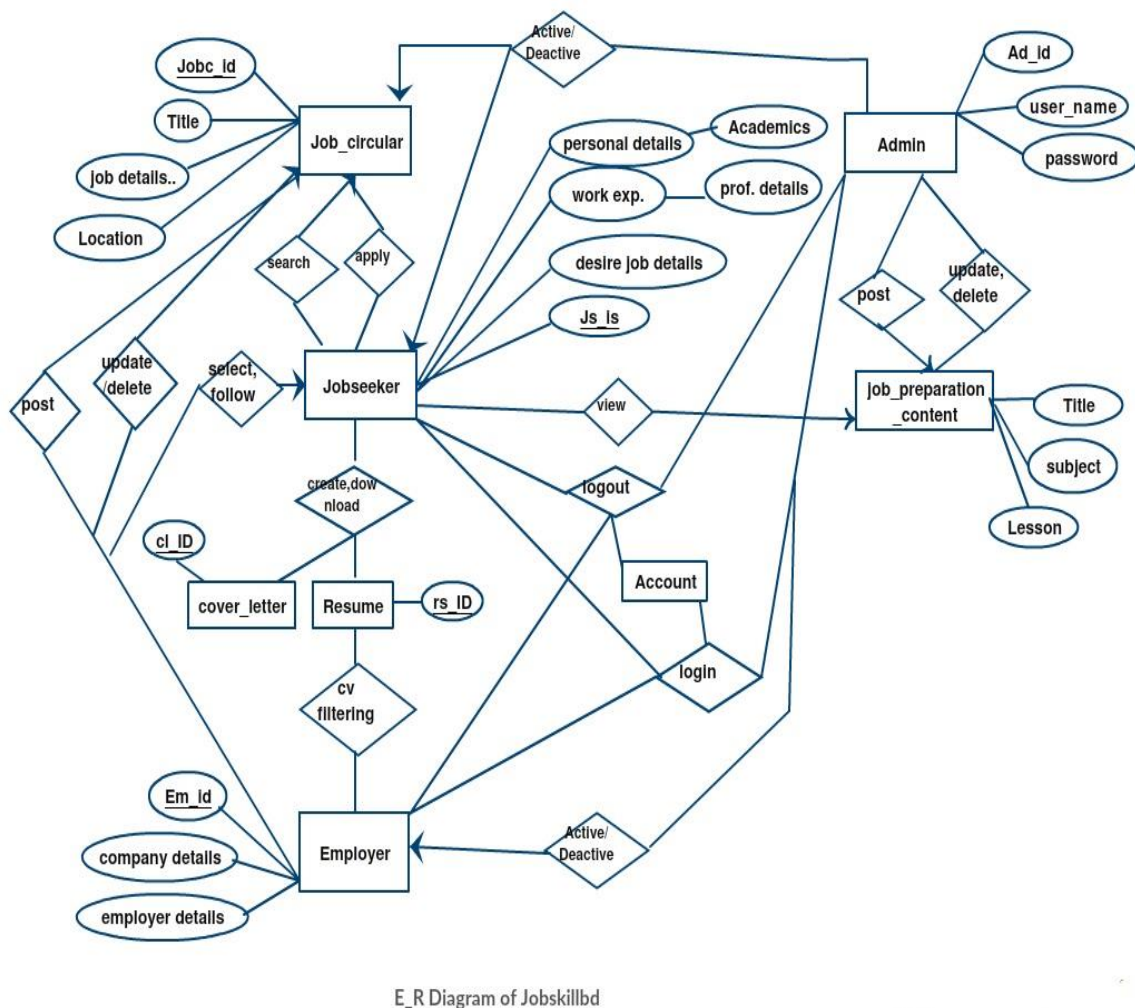 Active/
Deactive
Jobc_id
Ad_id
Title
user_name
Job_circular
personal details
Academics
Admin
password
job details..
work exp.
prof. details
Location
search
apply
desire job details
post
update,
delete
Js_is
update
/delete
select,
follow
Jobseeker
post
view
job_preparation
_content
Title
subject
create,dow
nload
logout
Lesson
cl_ID
Account
cover_letter
Resume
rs_ID
login
cv
filtering
Em_id
company details
Employer
Active/
Deactive
employer details
E_R Diagram of Jobskillbd